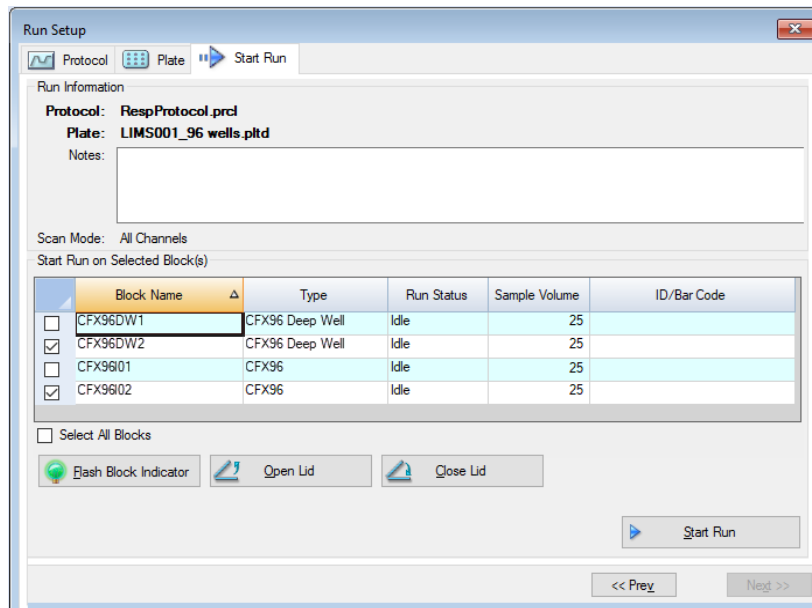 Run Setup
Protocol Plate Start Run
Run Information
Protocol: RespProtocol.prcl
Plate: LIMS001_96 wells.pltd
Notes:
Scan Mode: All Channels
Start Run on Selected Block(s)
Block Name Type Run Status Sample Volume ID/Bar Code
CFX96DW1 CFX96 Deep Well Idle 25
CFX96DW2 CFX96 Deep Well Idle 25
CFX96I01 CFX96 Idle 25
CFX96I02 CFX96 Idle 25
Select All Blocks
Flash Block Indicator Open Lid Close Lid
Start Run
<< Prev Next >>